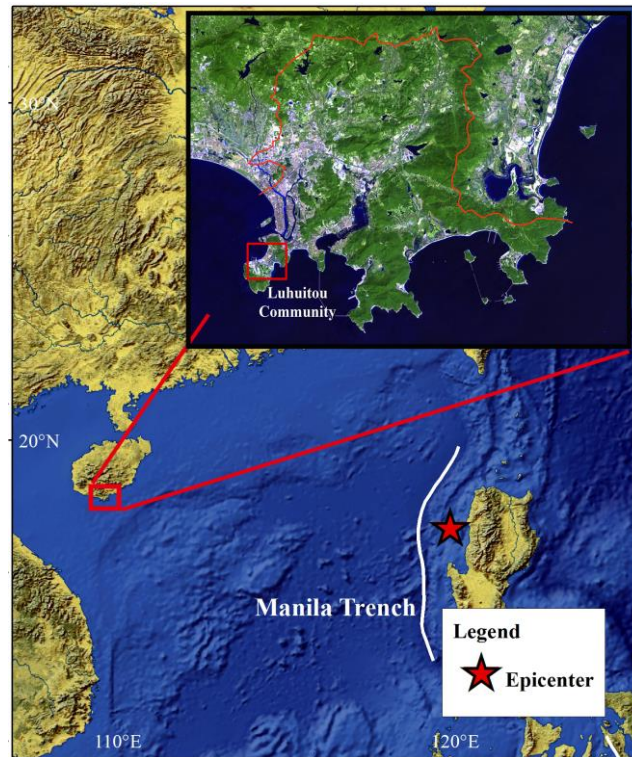 30°N
Luhuitou
Community
20°N
Manila Trench
Legend
Epicenter
110°E
120°E